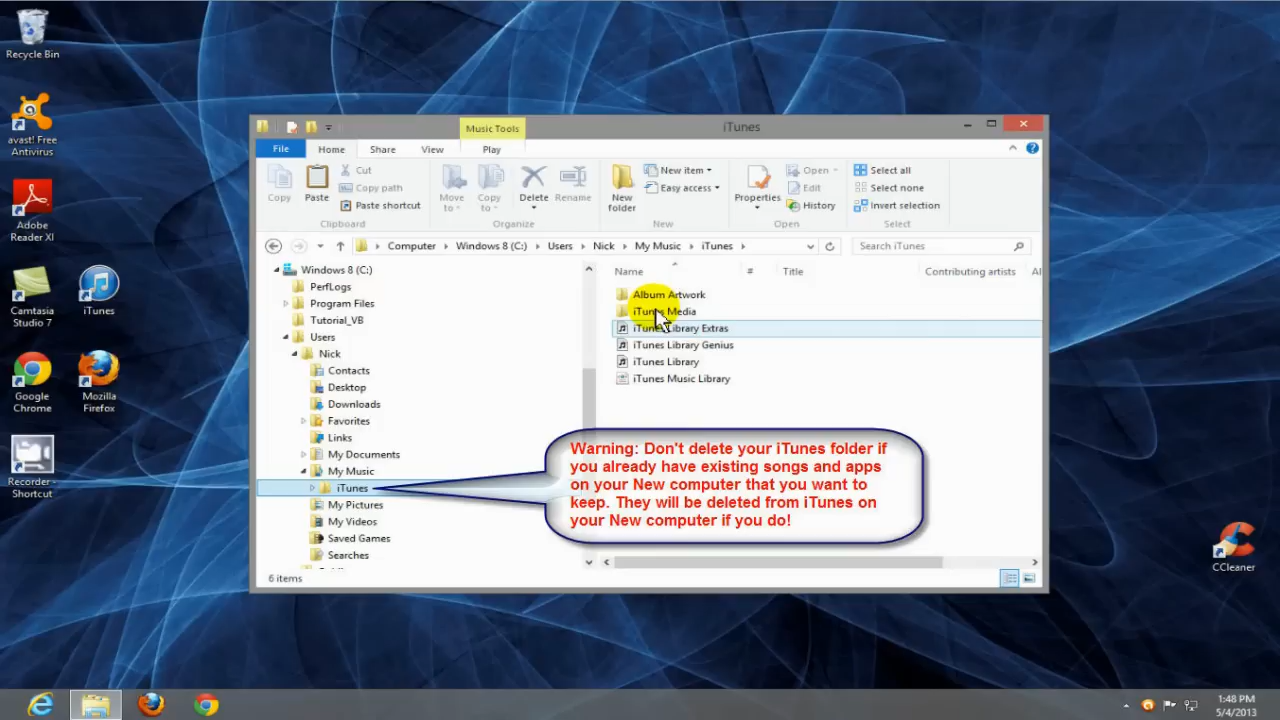 Recycle Bin
avast! Free
Antivirus
Adobe
Reader XI
Camtasia
Studio 7
iTunes
Google
Chrome
Mozilla
Firefox
Recorder -
Shortcut
CCleaner
Music Tools
iTunes
File
Home
Share
View
Play
Copy
Paste
Cut
Copy path
Paste shortcut
Clipboard
Move
to
Copy
to
Delete
Rename
Organize
New
folder
New item
Easy access
New
Properties
Open
Edit
History
Open
Select all
Select none
Invert selection
Select
Computer
Windows 8 (C:)
Users
Nick
My Music
iTunes
Search iTunes
Windows 8 (C:)
PerfLogs
Program Files
Tutorial_VB
Users
Nick
Contacts
Desktop
Downloads
Favorites
Links
My Documents
My Music
iTunes
My Pictures
My Videos
Saved Games
Searches
Name
#
Title
Contributing artists
Al
Album Artwork
iTunes Media
iTunes Library Extras
iTunes Library Genius
iTunes Library
iTunes Music Library
Warning: Don't delete your iTunes folder if
you already have existing songs and apps
on your New computer that you want to
keep. They will be deleted from iTunes on
your New computer if you do!
6 items
1:48 PM
5/4/2013